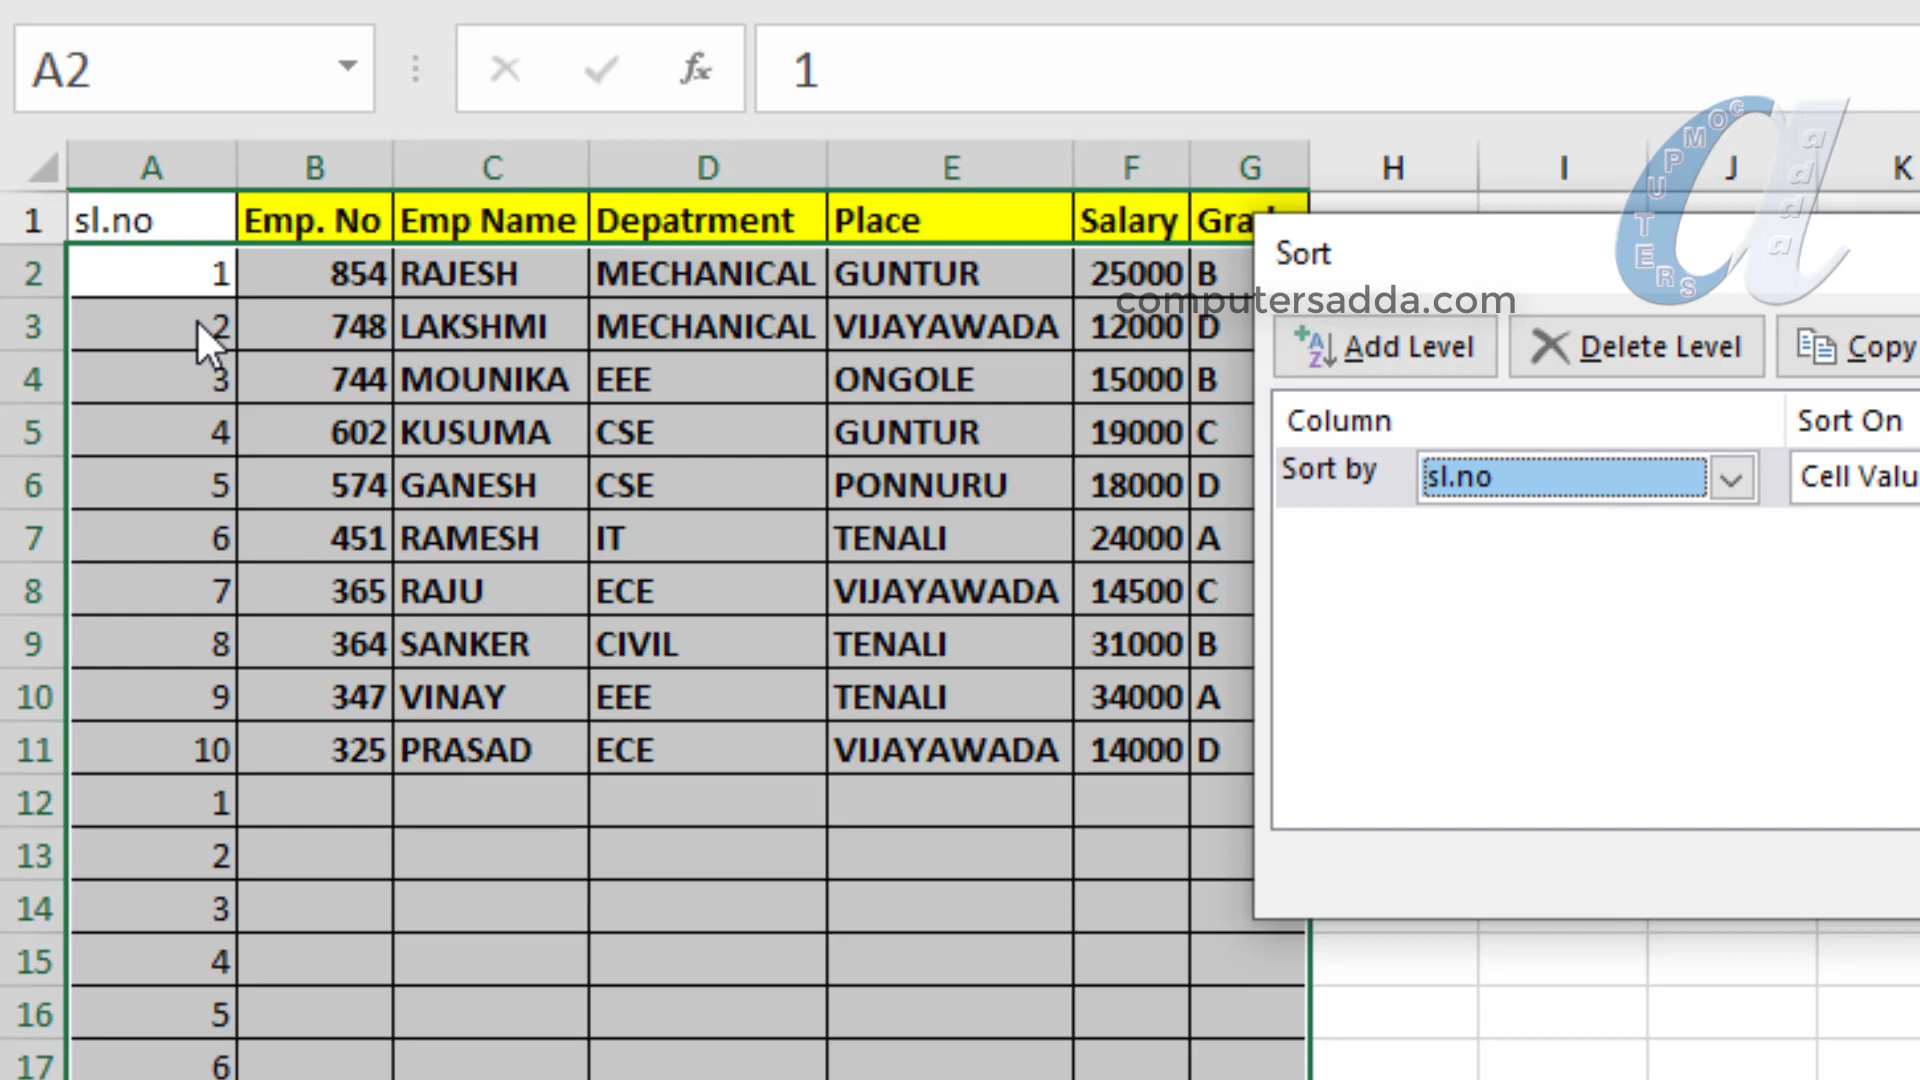 A2 fx 1
A B C D E F G H I J K
1 sl.no Emp. No Emp Name Depatrment Place Salary
2 1 854 RAJESH MECHANICAL GUNTUR 25000 B
3 2 748 LAKSHMI MECHANICAL VIJAYAWADA 12000 D
4 3 744 MOUNIKA EEE ONGOLE 15000 B
5 4 602 KUSUMA CSE GUNTUR 19000 C
6 5 574 GANESH CSE PONNURU 18000 D
7 6 451 RAMESH IT TENALI 24000 A
8 7 365 RAJU ECE VIJAYAWADA 14500 C
9 8 364 SANKER CIVIL TENALI 31000 B
10 9 347 VINAY EEE TENALI 34000 A
11 10 325 PRASAD ECE VIJAYAWADA 14000 D
12 1
13 2
14 3
15 4
16 5
17 6
COMPUTERS adda
computersadda.com
Sort
Add Level Delete Level Copy
Column Sort On
Sort by sl.no Cell Valu